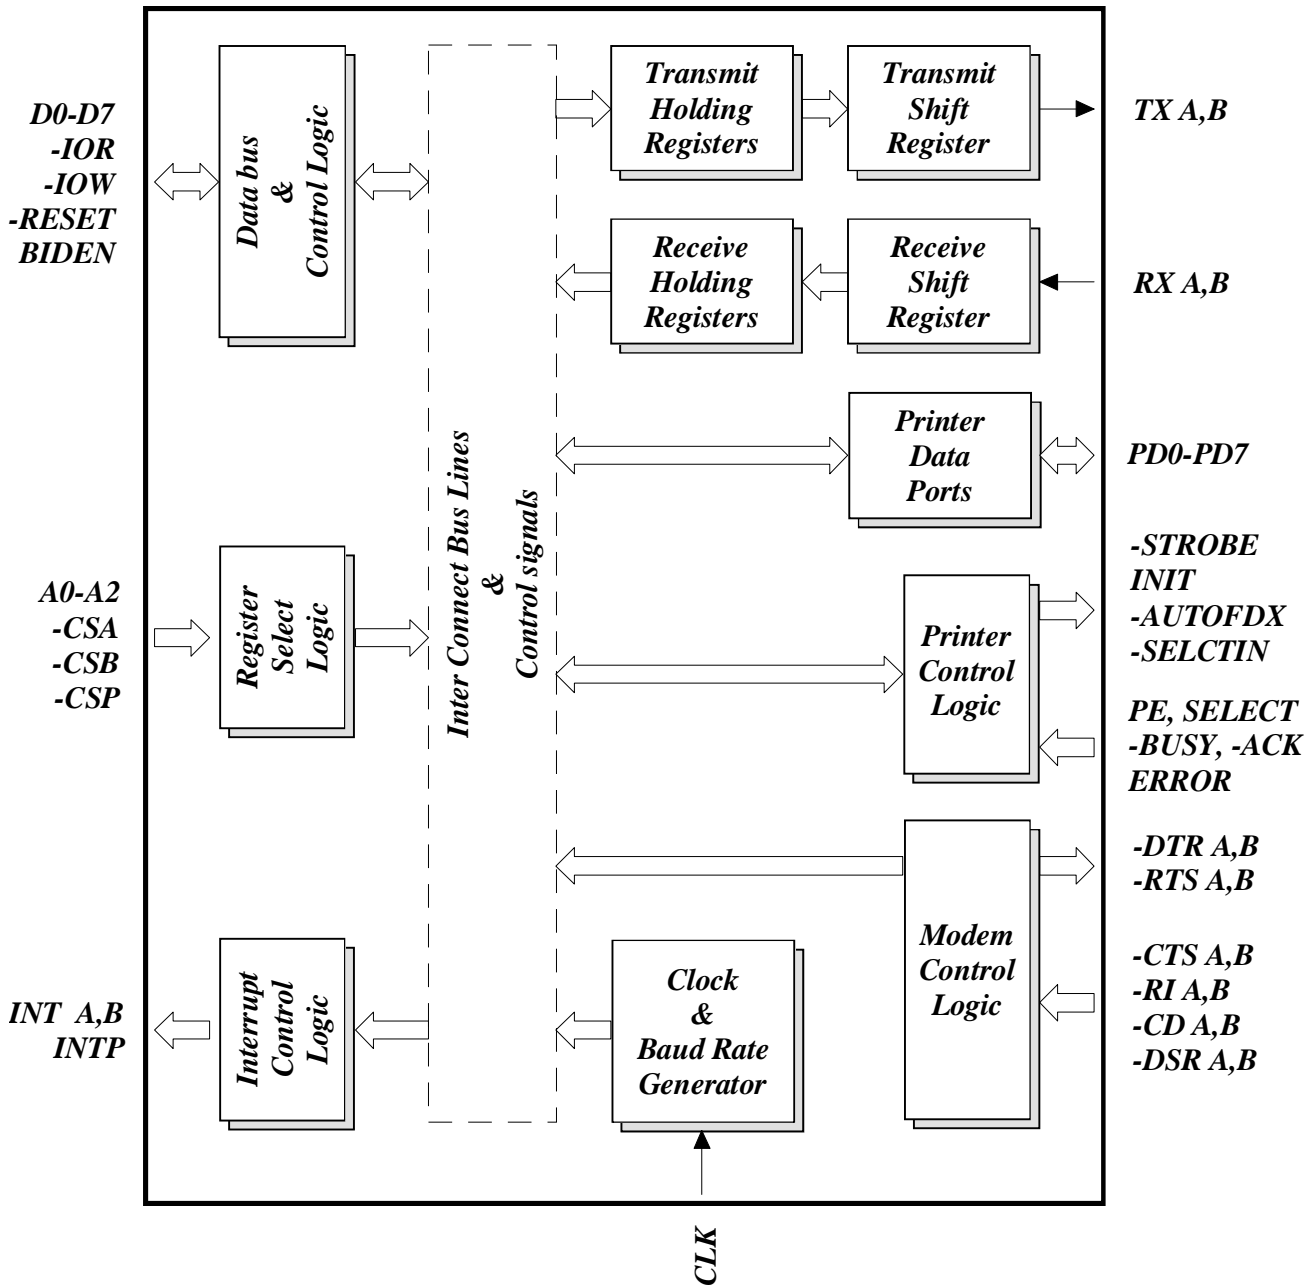 D0-D7
-IOR
-IOW
-RESET
BIDEN
Data bus
&
Control Logic
A0-A2
-CSA
-CSB
-CSP
Register
Select
Logic
INT A,B
INTP
Interrupt
Control
Logic
Inter Connect Bus Lines
&
Control signals
Transmit
Holding
Registers
Transmit
Shift
Register
TX A,B
Receive
Holding
Registers
Receive
Shift
Register
RX A,B
Printer
Data
Ports
PD0-PD7
Printer
Control
Logic
-STROBE
INIT
-AUTOFDX
-SELCTIN
PE, SELECT
-BUSY, -ACK
ERROR
Modem
Control
Logic
-DTR A,B
-RTS A,B
-CTS A,B
-RI A,B
-CD A,B
-DSR A,B
Clock
&
Baud Rate
Generator
CLK